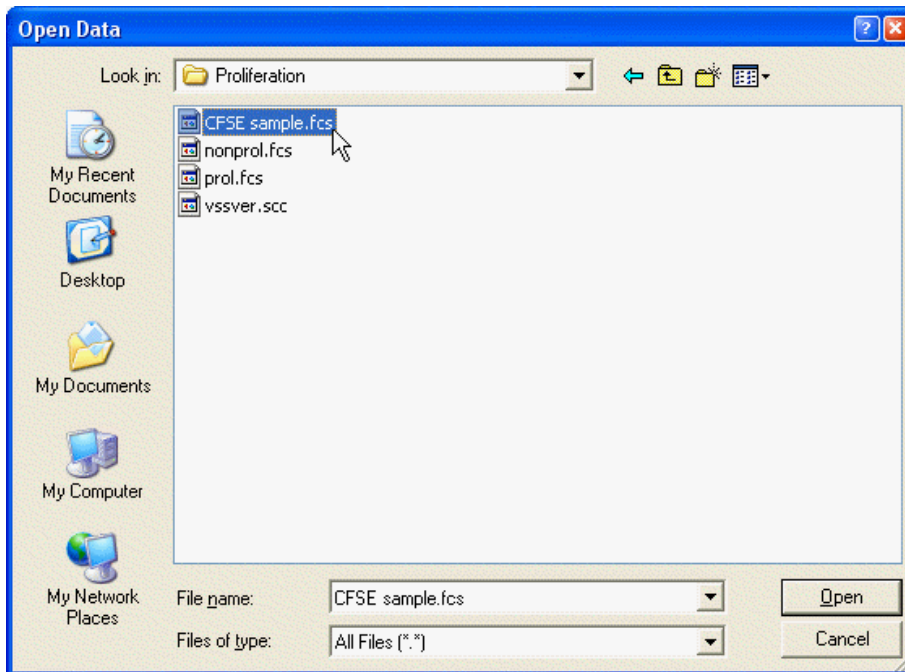 Open Data
Look in: Proliferation
CFSE sample.fcs
nonprol.fcs
prol.fcs
vssver.scc
My Recent
Documents
Desktop
My Documents
My Computer
My Network
Places
File name: CFSE sample.fcs Open
Files of type: All Files (*.*) Cancel